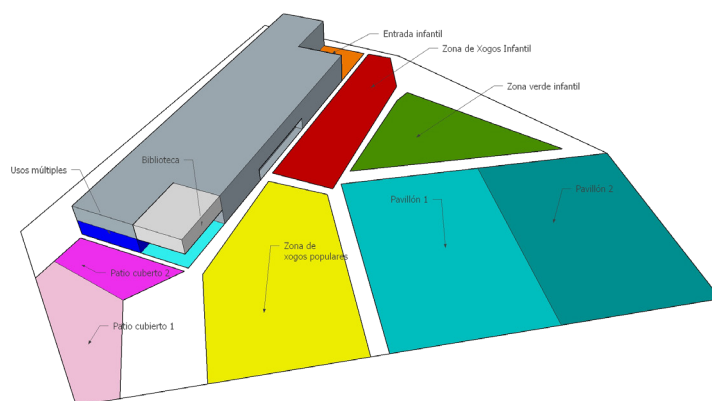 Entrada infantil
Zona de Xogos Infantil
Zona verde infantil
Biblioteca
Usos múltiples
Pavillón 2
Pavillón 1
Zona de
xogos populares
Patio cuberto 2
Patio cubierto 1